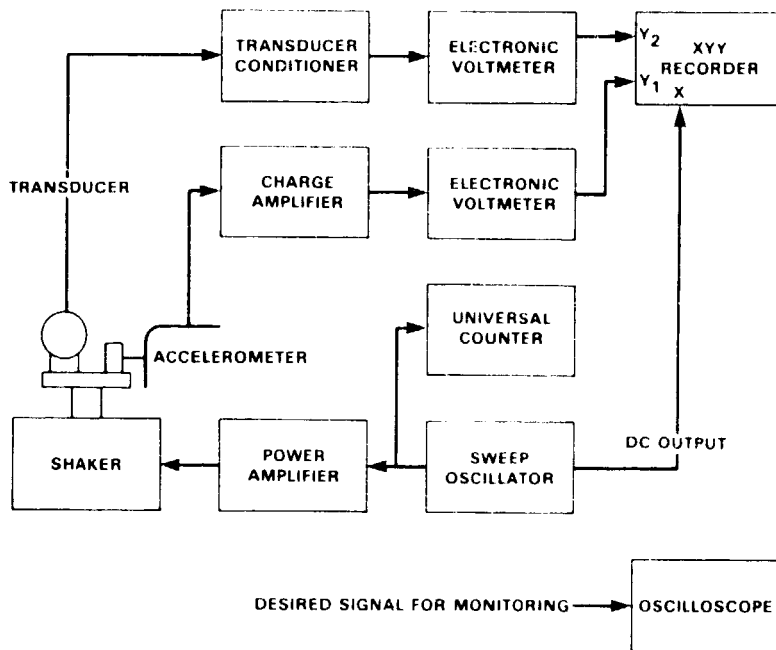 TRANSDUCER
CONDITIONER
ELECTRONIC
VOLTMETER
Y2
XYY
RECORDER
Y1
X
TRANSDUCER
CHARGE
AMPLIFIER
ELECTRONIC
VOLTMETER
UNIVERSAL
COUNTER
ACCELEROMETER
SHAKER
POWER
AMPLIFIER
SWEEP
OSCILLATOR
DC OUTPUT
DESIRED SIGNAL FOR MONITORING
OSCILLOSCOPE